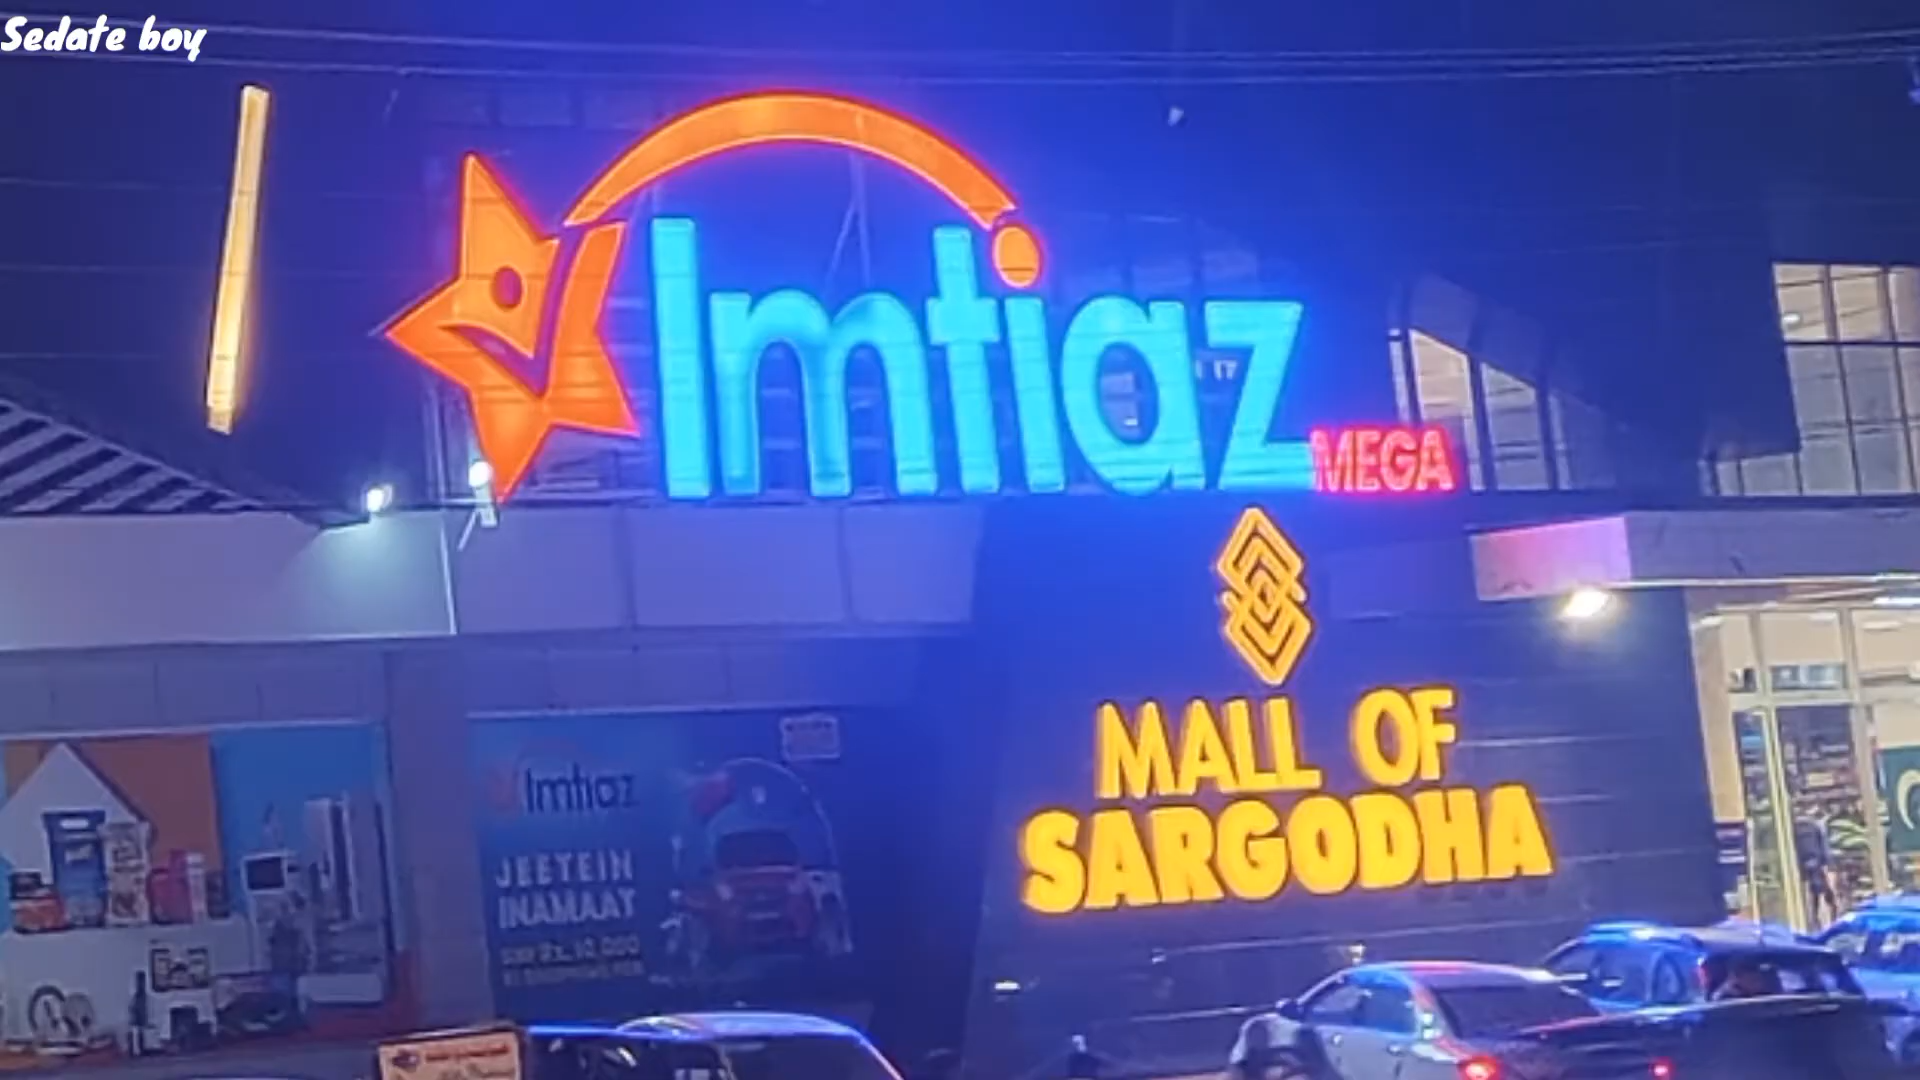 Sedate boy
Imtiaz
MEGA
MALL OF
SARGODHA
Imtiaz
JEETEIN
INAMAAT